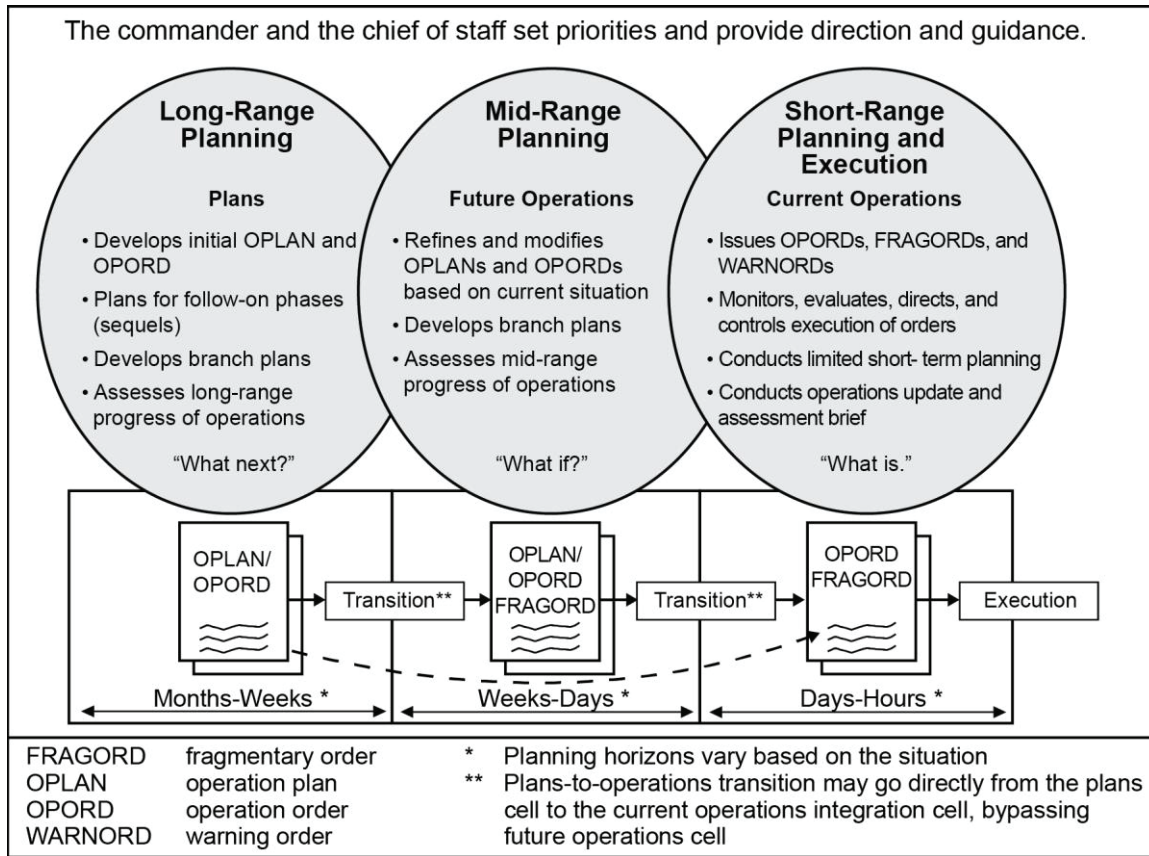 The commander and the chief of staff set priorities and provide direction and guidance.
Long-Range
Planning
Plans
• Develops initial OPLAN and
OPORD
• Plans for follow-on phases
(sequels)
• Develops branch plans
• Assesses long-range
progress of operations
“What next?”
Mid-Range
Planning
Future Operations
• Refines and modifies
OPLANs and OPORDs
based on current situation
• Develops branch plans
• Assesses mid-range
progress of operations
“What if?”
Short-Range
Planning and
Execution
Current Operations
• Issues OPORDs, FRAGORDs, and
WARNORDs
• Monitors, evaluates, directs, and
controls execution of orders
• Conducts limited short- term planning
• Conducts operations update and
assessment brief
“What is.”
OPLAN/
OPORD
Transition**
OPLAN/
OPORD
FRAGORD
Transition**
OPORD
FRAGORD
Execution
Months-Weeks *
Weeks-Days *
Days-Hours *
FRAGORD fragmentary order
OPLAN operation plan
OPORD operation order
WARNORD warning order
* Planning horizons vary based on the situation
** Plans-to-operations transition may go directly from the plans
cell to the current operations integration cell, bypassing
future operations cell